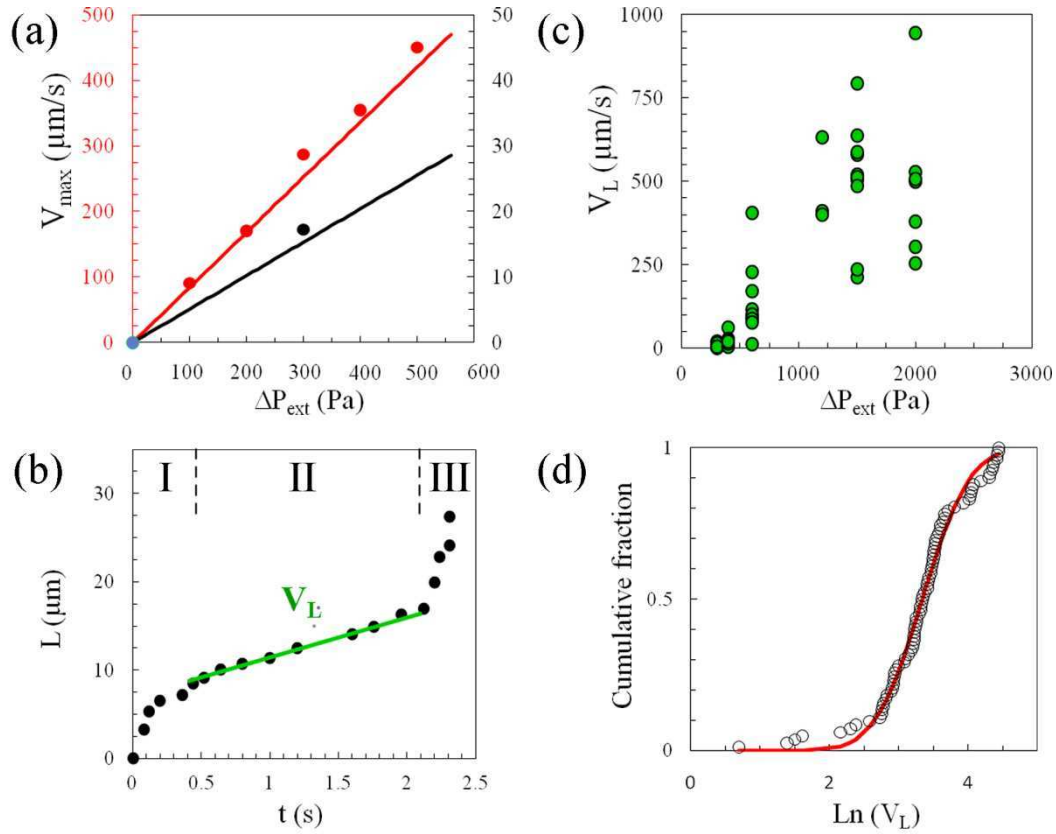 (a)
500
400
300
200
100
0
V_max (μm/s)
50
40
30
20
10
0
0 100 200 300 400 500 600
ΔP_ext (Pa)
(c)
1000
750
500
250
0
V_L (μm/s)
0 1000 2000 3000
ΔP_ext (Pa)
(b)
I II III
30
20
10
0
L (μm)
V_L
0 0.5 1 1.5 2 2.5
t (s)
(d)
1
0.5
0
Cumulative fraction
0 2 4
Ln (V_L)